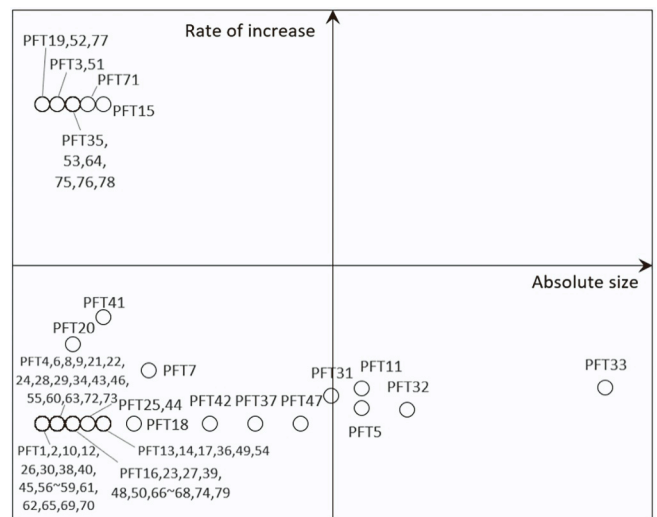 Rate of increase
PFT19,52,77
PFT3,51
PFT71
PFT15
PFT35,
53,64,
75,76,78
Absolute size
PFT41
PFT20
PFT4,6,8,9,21,22,
24,28,29,34,43,46,
55,60,63,72,73
PFT7
PFT31
PFT11
PFT33
PFT32
PFT5
PFT25,44
PFT18
PFT42
PFT37
PFT47
PFT1,2,10,12,
26,30,38,40,
45,56~59,61,
62,65,69,70
PFT13,14,17,36,49,54
PFT16,23,27,39,
48,50,66~68,74,79